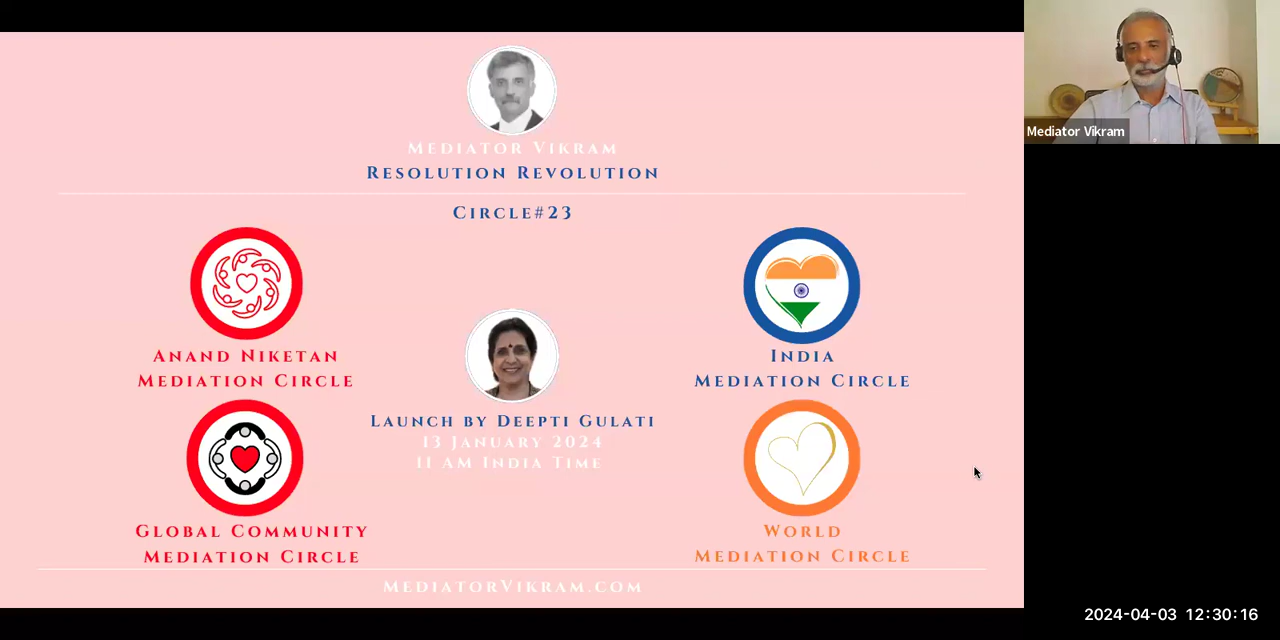 Mediator Vikram
Resolution Revolution
Circle#23
Anand Niketan
Mediation Circle
India
Mediation Circle
Launch by Deepti Gulati
13 January 2024
11 AM India Time
Global Community
Mediation Circle
World
Mediation Circle
MediatorVikram.com
Mediator Vikram
2024-04-03 12:30:16